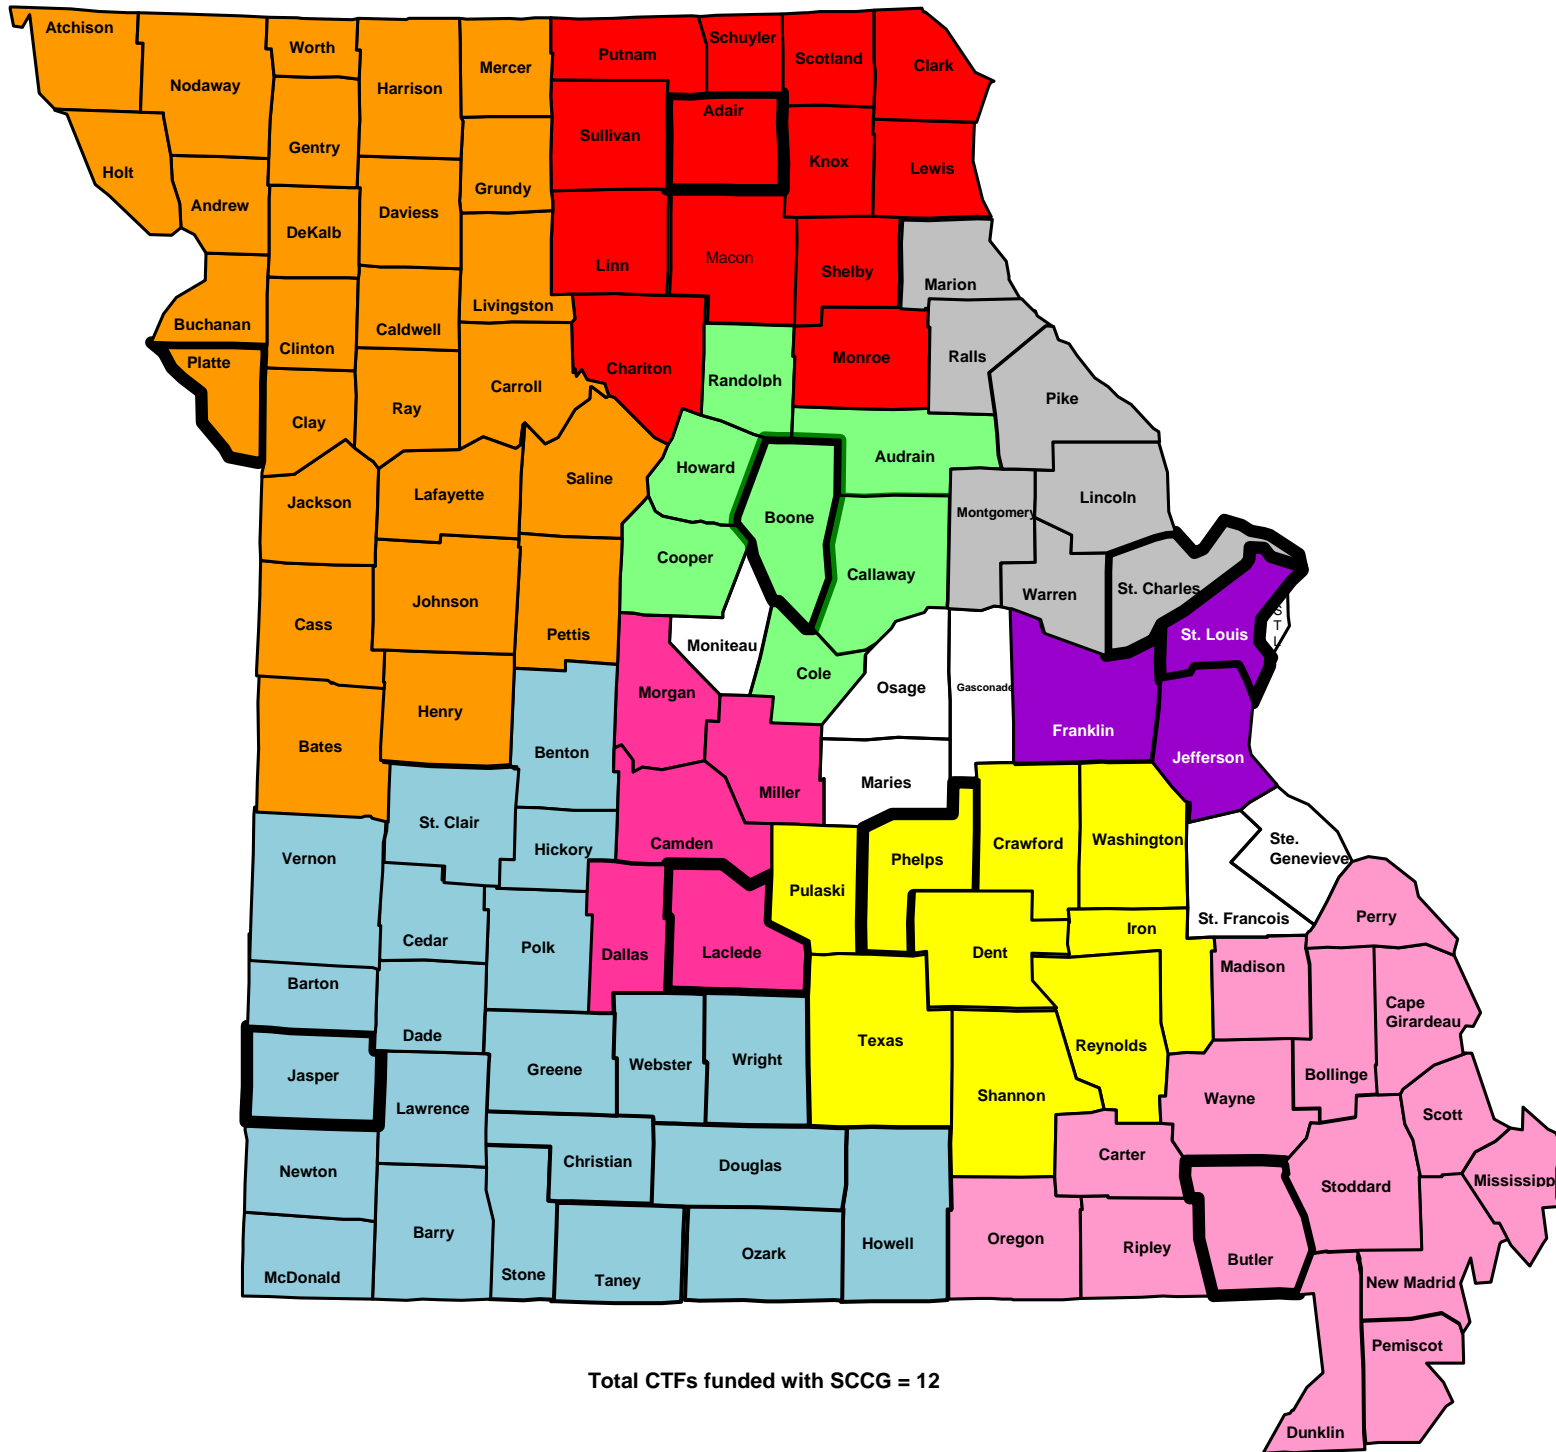 Atchison
Nodaway
Worth
Harrison
Mercer
Putnam
Schuyler
Scotland
Clark
Holt
Andrew
Gentry
DeKalb
Daviess
Grundy
Sullivan
Adair
Knox
Lewis
Buchanan
Clinton
Caldwell
Livingston
Linn
Macon
Shelby
Marion
Platte
Clay
Ray
Carroll
Chariton
Randolph
Monroe
Ralls
Pike
Jackson
Lafayette
Saline
Howard
Boone
Audrain
Montgomery
Lincoln
Cass
Johnson
Pettis
Cooper
Moniteau
Cole
Callaway
Warren
St. Charles
St. Louis
S
T
L
Bates
Henry
Benton
Morgan
Miller
Osage
Gasconade
Franklin
Jefferson
Maries
Vernon
St. Clair
Hickory
Camden
Pulaski
Phelps
Crawford
Washington
Ste.
Genevieve
St. Francois
Perry
Barton
Cedar
Polk
Dallas
Laclede
Dent
Iron
Madison
Cape
Girardeau
Jasper
Dade
Greene
Webster
Wright
Texas
Shannon
Reynolds
Wayne
Bollinge
Scott
Newton
Lawrence
Christian
Douglas
Carter
Stoddard
Mississipp
McDonald
Barry
Stone
Taney
Ozark
Howell
Oregon
Ripley
Butler
New Madrid
Pemiscot
Dunklin
Total CTFs funded with SCCG = 12